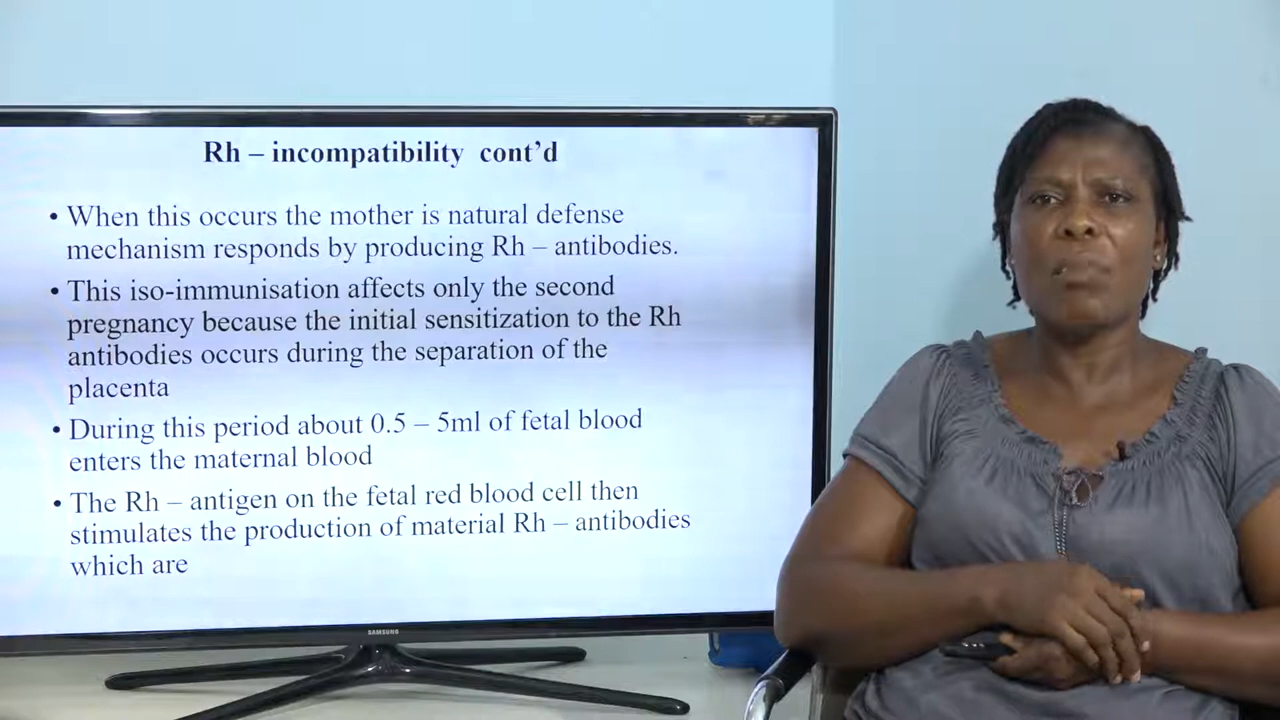 Rh – incompatibility cont'd
• When this occurs the mother is natural defense
mechanism responds by producing Rh – antibodies.
• This iso-immunisation affects only the second
pregnancy because the initial sensitization to the Rh
antibodies occurs during the separation of the
placenta
• During this period about 0.5 – 5ml of fetal blood
enters the maternal blood
• The Rh – antigen on the fetal red blood cell then
stimulates the production of material Rh – antibodies
which are
SAMSUNG